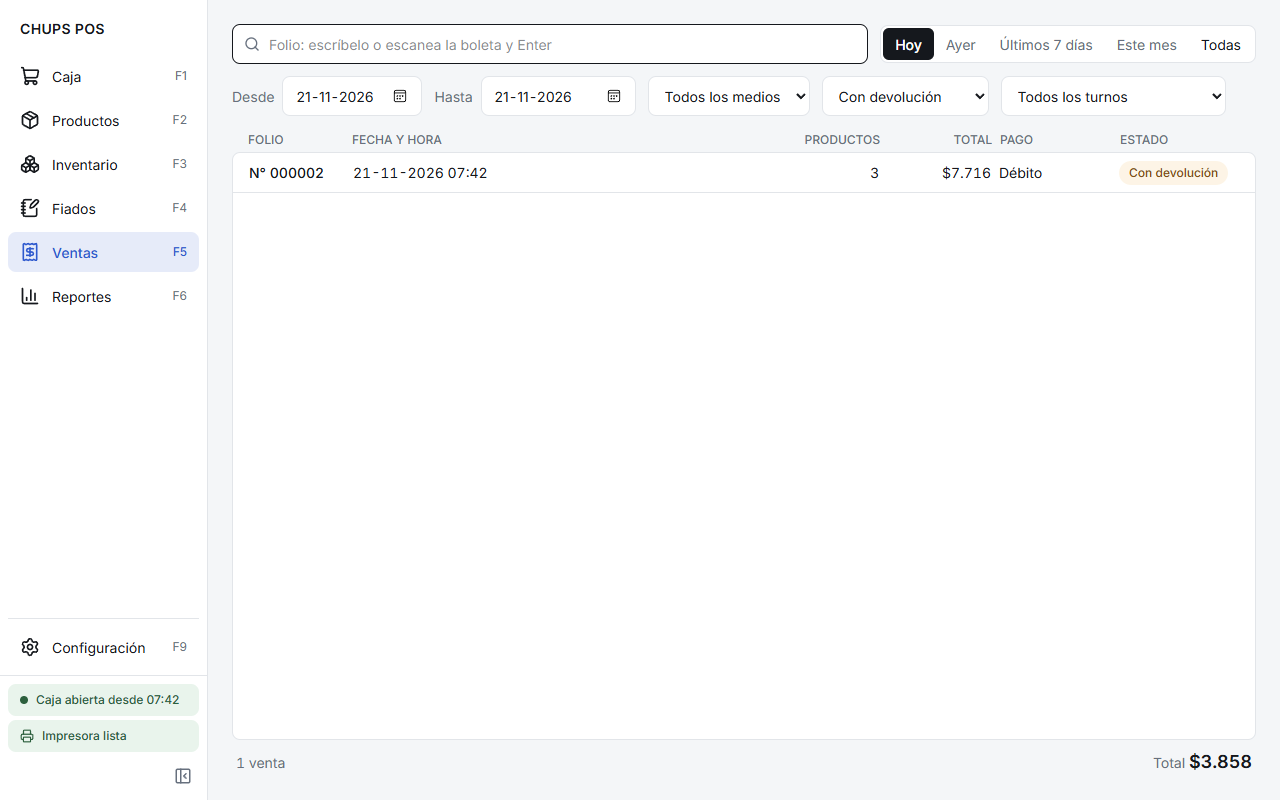 CHUPS POS
Caja F1
Productos F2
Inventario F3
Fiados F4
Ventas F5
Reportes F6
Configuración F9
Caja abierta desde 07:42
Impresora lista
Folio: escríbelo o escanea la boleta y Enter
Hoy Ayer Últimos 7 días Este mes Todas
Desde 21-11-2026 Hasta 21-11-2026 Todos los medios Con devolución Todos los turnos
FOLIO FECHA Y HORA PRODUCTOS TOTAL PAGO ESTADO
N° 000002 21-11-2026 07:42 3 $7.716 Débito Con devolución
1 venta Total $3.858